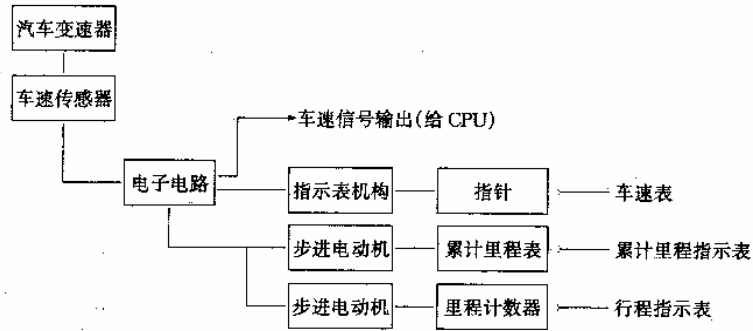 汽车变速器
车速传感器
车速信号输出(给CPU)
电子电路
指示表机构
指针
车速表
步进电动机
累计里程表
累计里程指示表
步进电动机
里程计数器
行程指示表